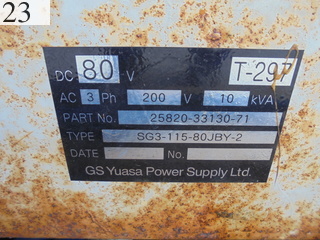 23
DC 80 V T-297
AC 3 Ph 200 V 10 kVA
PART No. 25820-33130-71
TYPE SG3-115-80JBY-2
DATE No.
GS Yuasa Power Supply Ltd.